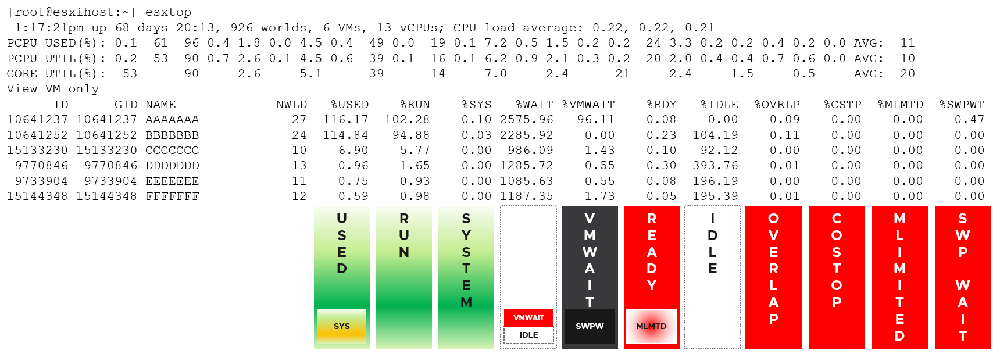 [root@esxihost:~] esxtop
1:17:21pm up 68 days 20:13, 926 worlds, 6 VMs, 13 vCPUs; CPU load average: 0.22, 0.22, 0.21
PCPU USED(%): 0.1 61 96 0.4 1.8 0.0 4.5 0.4 49 0.0 19 0.1 7.2 0.5 1.5 0.2 0.2 24 3.3 0.2 0.2 0.4 0.2 0.0 AVG: 11
PCPU UTIL(%): 0.2 53 90 0.7 2.6 0.1 4.5 0.6 39 0.1 16 0.1 6.2 0.9 2.1 0.3 0.2 20 2.0 0.4 0.4 0.7 0.6 0.0 AVG: 10
CORE UTIL(%): 53 90 2.6 5.1 39 14 7.0 2.4 21 2.4 1.5 0.5 AVG: 20
View VM only
ID GID NAME NWLD %USED %RUN %SYS %WAIT %VMWAIT %RDY %IDLE %OVRLP %CSTP %MLMTD %SWPWT
10641237 10641237 AAAAAAA 27 116.17 102.28 0.10 2575.96 96.11 0.08 0.00 0.09 0.00 0.00 0.47
10641252 10641252 BBBBBBB 24 114.84 94.88 0.03 2285.92 0.00 0.23 104.19 0.11 0.00 0.00 0.00
15133230 15133230 CCCCCCC 10 6.90 5.77 0.00 986.09 1.43 0.10 92.12 0.00 0.00 0.00 0.00
9770846 9770846 DDDDDDD 13 0.96 1.65 0.00 1285.72 0.55 0.30 393.76 0.01 0.00 0.00 0.00
9733904 9733904 EEEEEEE 11 0.75 0.93 0.00 1085.63 0.55 0.08 196.19 0.00 0.00 0.00 0.00
15144348 15144348 FFFFFFF 12 0.59 0.98 0.00 1187.35 1.73 0.05 195.39 0.01 0.00 0.00 0.00
USED
SYS
RUN
SYSTEM
VMWAIT
IDLE
VMWAIT
SWPW
READY
MLMTD
IDLE
OVERLAP
COSTOP
MLIMITED
SWP WAIT